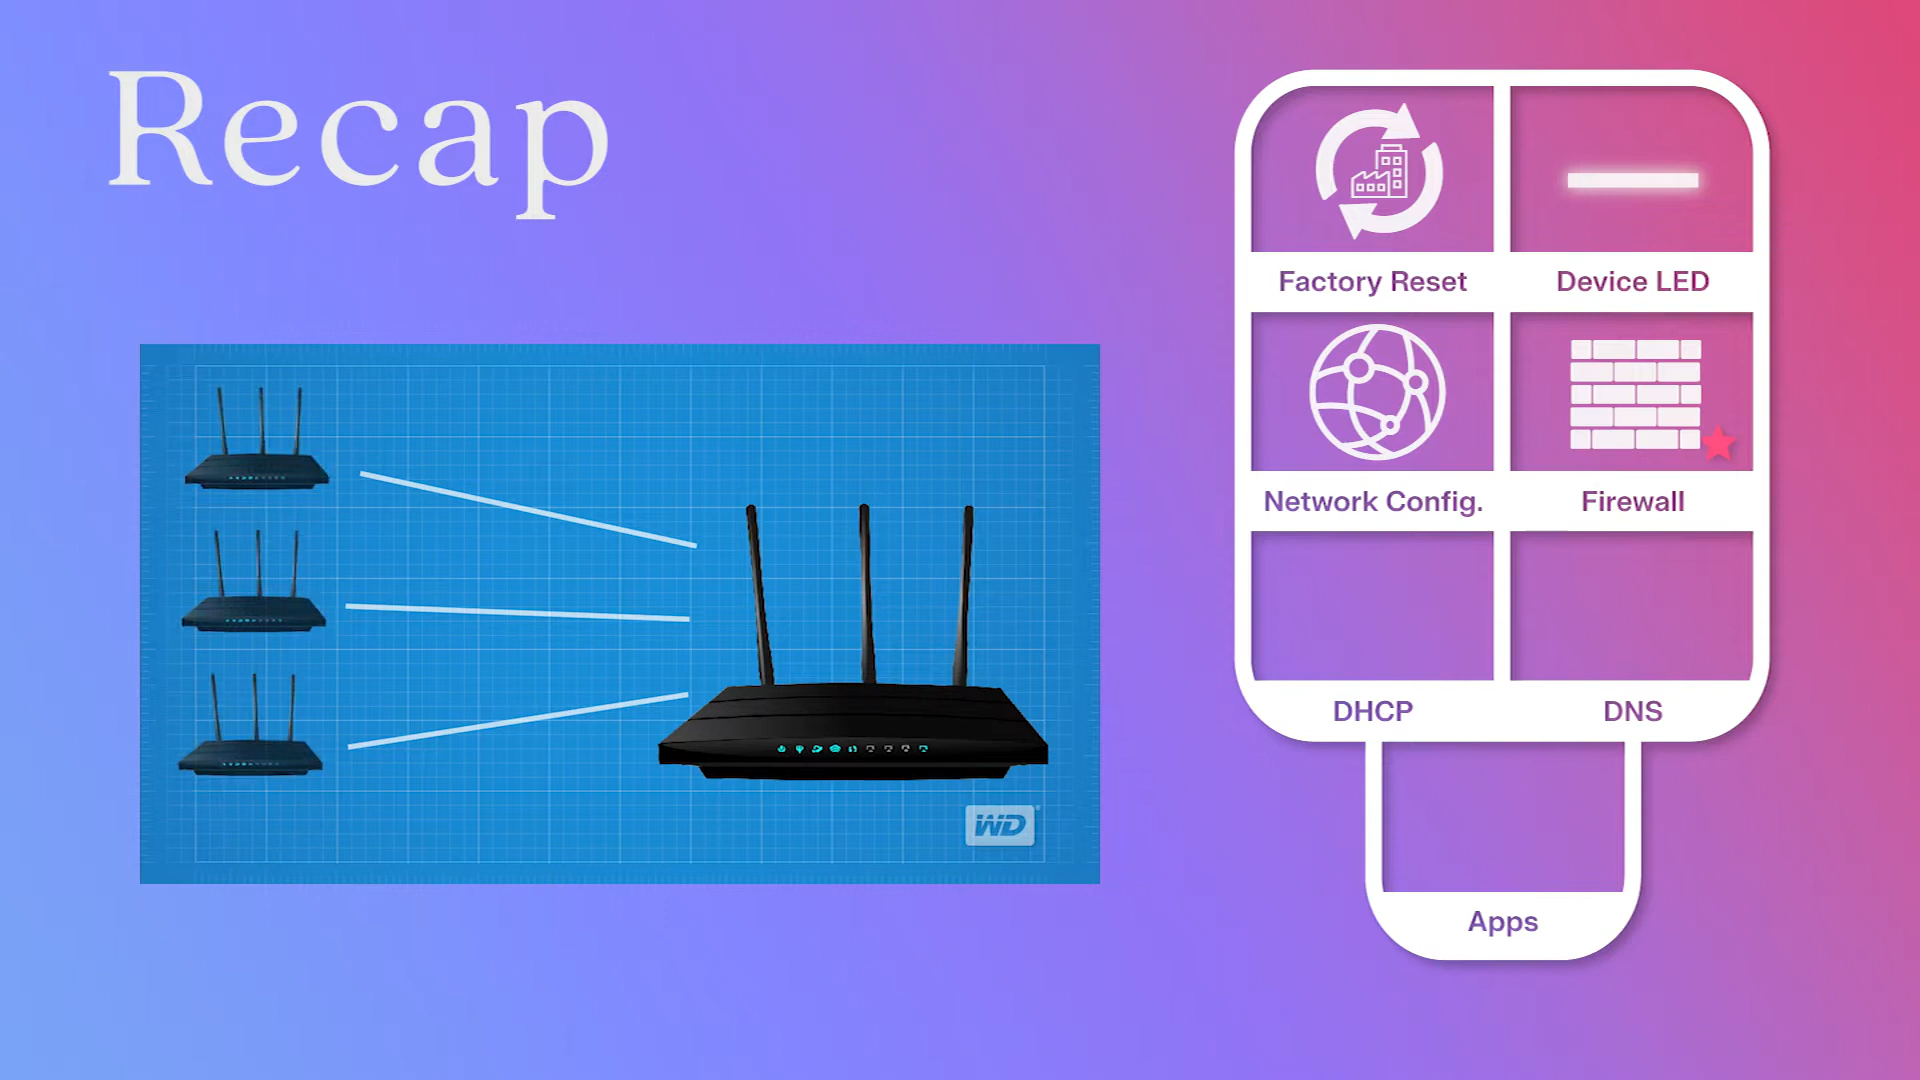 Recap
Factory Reset
Device LED
Network Config.
Firewall
DHCP
DNS
Apps
WD